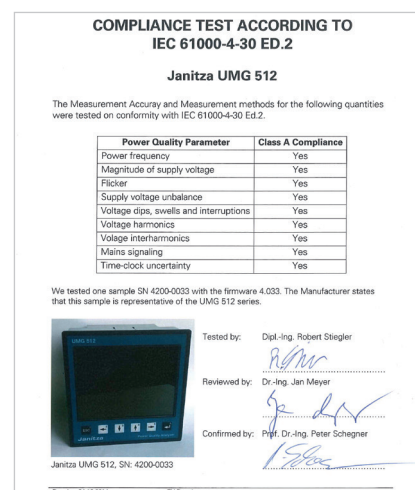 COMPLIANCE TEST ACCORDING TO
IEC 61000-4-30 ED.2
Janitza UMG 512
The Measurement Accuray and Measurement methods for the following quantities
were tested on conformity with IEC 61000-4-30 Ed.2.
Power Quality Parameter Class A Compliance
Power frequency Yes
Magnitude of supply voltage Yes
Flicker Yes
Supply voltage unbalance Yes
Voltage dips, swells and interruptions Yes
Voltage harmonics Yes
Volage interharmonics Yes
Mains signaling Yes
Time-clock uncertainty Yes
We tested one sample SN 4200-0033 with the firmware 4.033. The Manufacturer states
that this sample is representative of the UMG 512 series.
UMG 512
Janitza
Tested by: Dipl.-Ing. Robert Stiegler
Reviewed by: Dr.-Ing. Jan Meyer
Confirmed by: Prof. Dr.-Ing. Peter Schegner
Janitza UMG 512, SN: 4200-0033